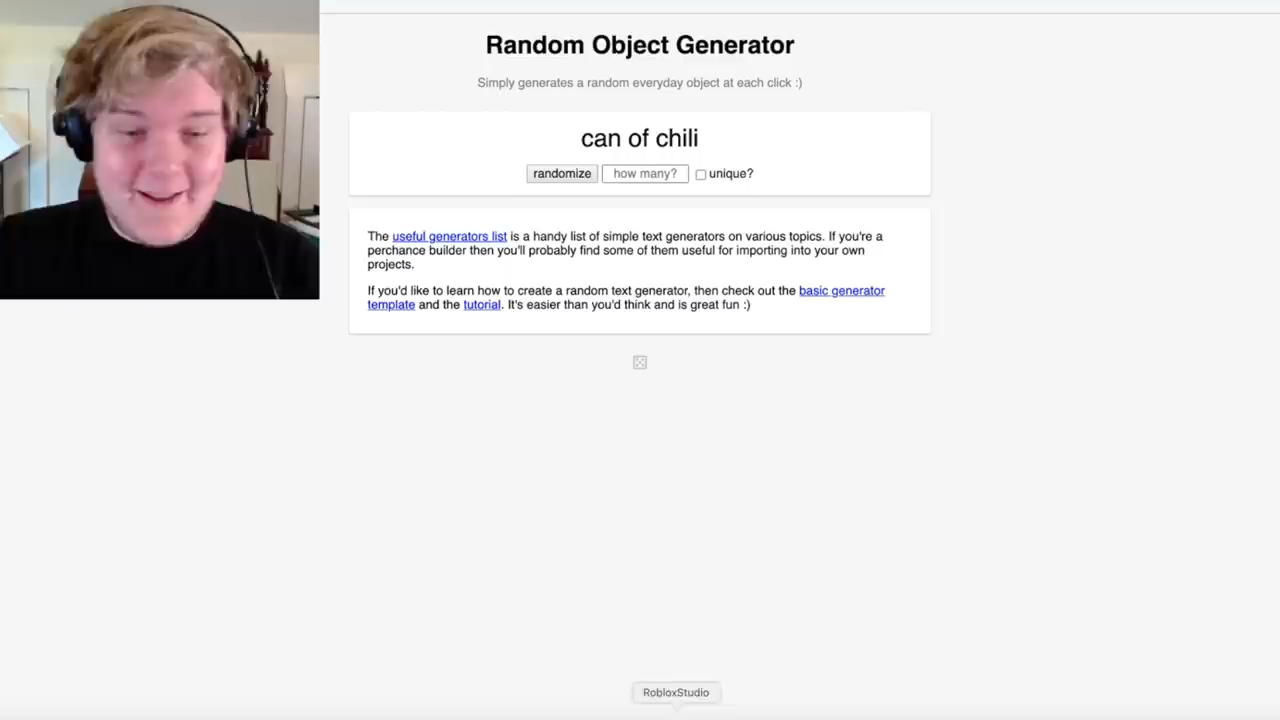 Random Object Generator
Simply generates a random everyday object at each click :)
can of chili
randomize how many? unique?
The useful generators list is a handy list of simple text generators on various topics. If you're a
perchance builder then you'll probably find some of them useful for importing into your own
projects.
If you'd like to learn how to create a random text generator, then check out the basic generator
template and the tutorial. It's easier than you'd think and is great fun :)
RobloxStudio